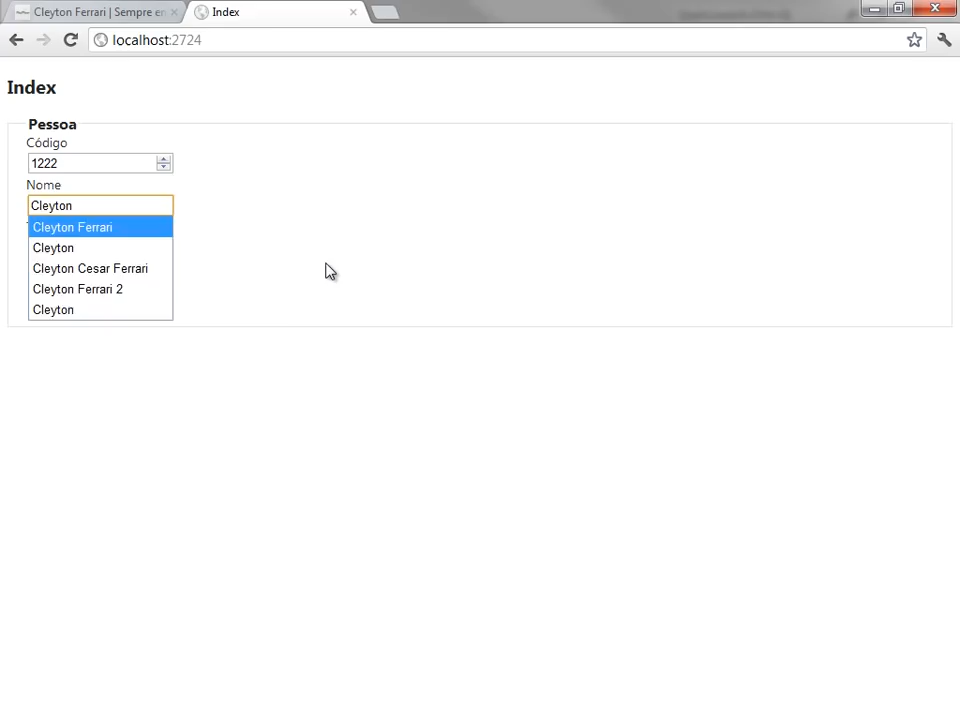 Cleyton Ferrari | Sempre en
Index
localhost:2724
Index
Pessoa
Código
1222
Nome
Cleyton
Cleyton Ferrari
Cleyton
Cleyton Cesar Ferrari
Cleyton Ferrari 2
Cleyton